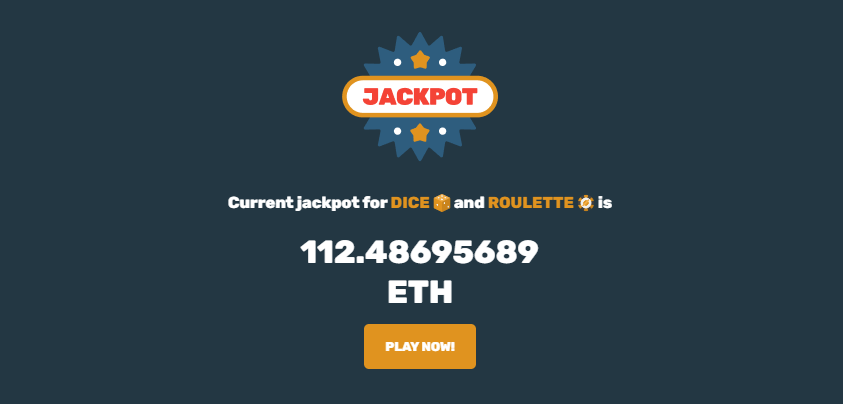 JACKPOT
Current jackpot for DICE and ROULETTE is
112.48695689
ETH
PLAY NOW!